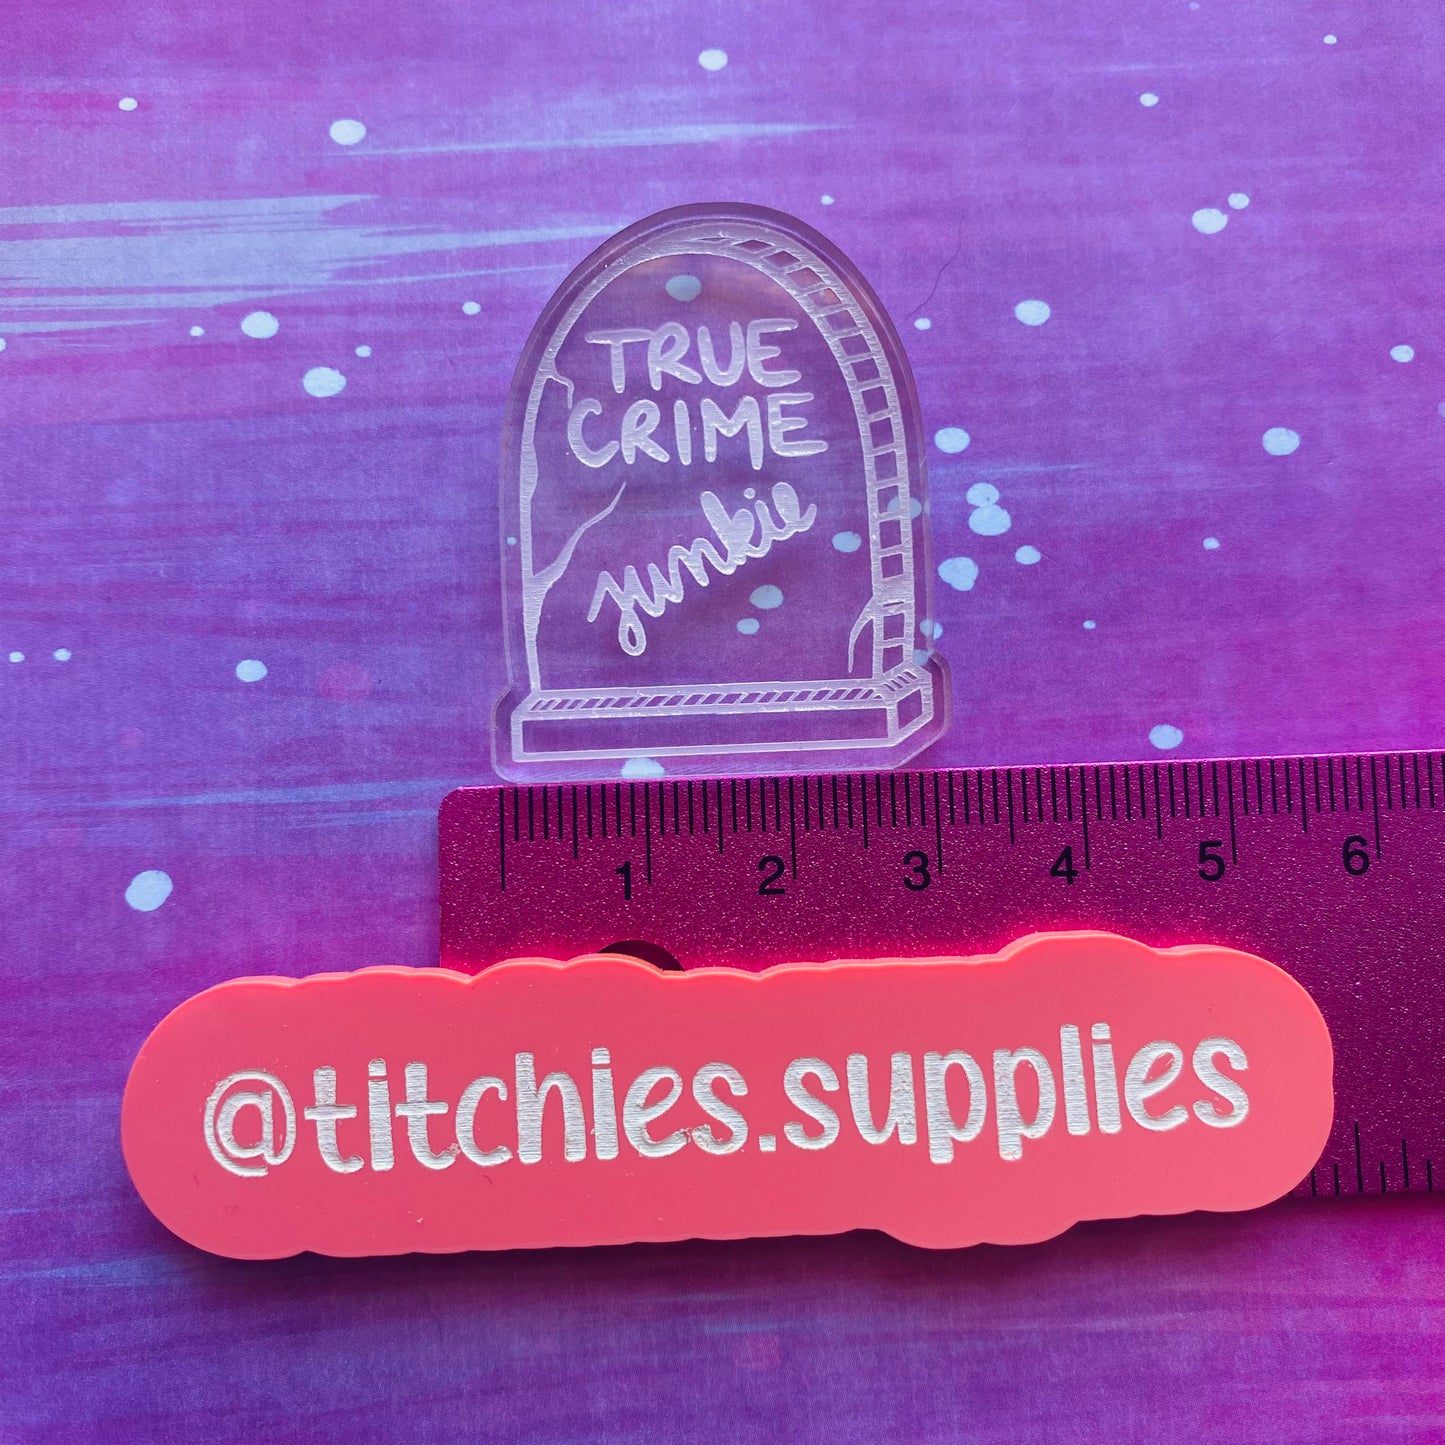 TRUE
CRIME
junkie
1 2 3 4 5 6
@titchies.supplies